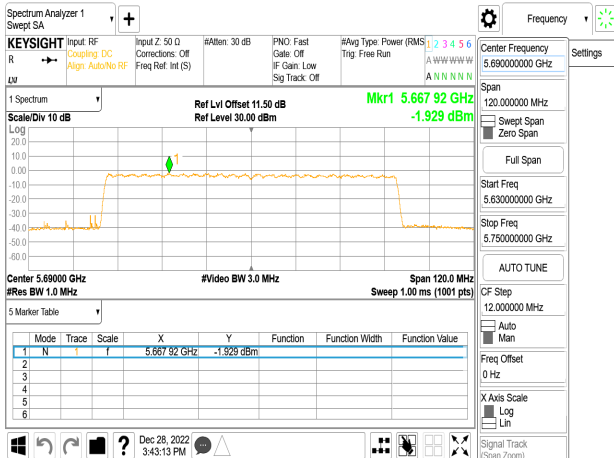 Spectrum Analyzer 1
Swept SA
+
Frequency
KEYSIGHT
R
LXI
Input: RF
Coupling: DC
Align: Auto/No RF
Input Z: 50 Ω
Corrections: Off
Freq Ref: Int (S)
#Atten: 30 dB
PNO: Fast
Gate: Off
IF Gain: Low
Sig Track: Off
#Avg Type: Power (RMS
Trig: Free Run
1 2 3 4 5 6
A W W W W W
A N N N N N
Center Frequency
5.690000000 GHz
Settings
1 Spectrum
Scale/Div 10 dB
Ref Lvl Offset 11.50 dB
Ref Level 30.00 dBm
Mkr1 5.667 92 GHz
-1.929 dBm
Span
120.000000 MHz
Swept Span
Zero Span
Log
20.0
10.0
0.00
-10.0
-20.0
-30.0
-40.0
-50.0
-60.0
1
Full Span
Start Freq
5.630000000 GHz
Stop Freq
5.750000000 GHz
AUTO TUNE
Center 5.69000 GHz
#Res BW 1.0 MHz
#Video BW 3.0 MHz
Span 120.0 MHz
Sweep 1.00 ms (1001 pts)
CF Step
12.000000 MHz
Auto
Man
5 Marker Table
Mode Trace Scale X Y Function Function Width Function Value
1 N 1 f 5.667 92 GHz -1.929 dBm
2
3
4
5
6
Freq Offset
0 Hz
X Axis Scale
Log
Lin
Signal Track
(Span Zoom)
?
Dec 28, 2022
3:43:13 PM